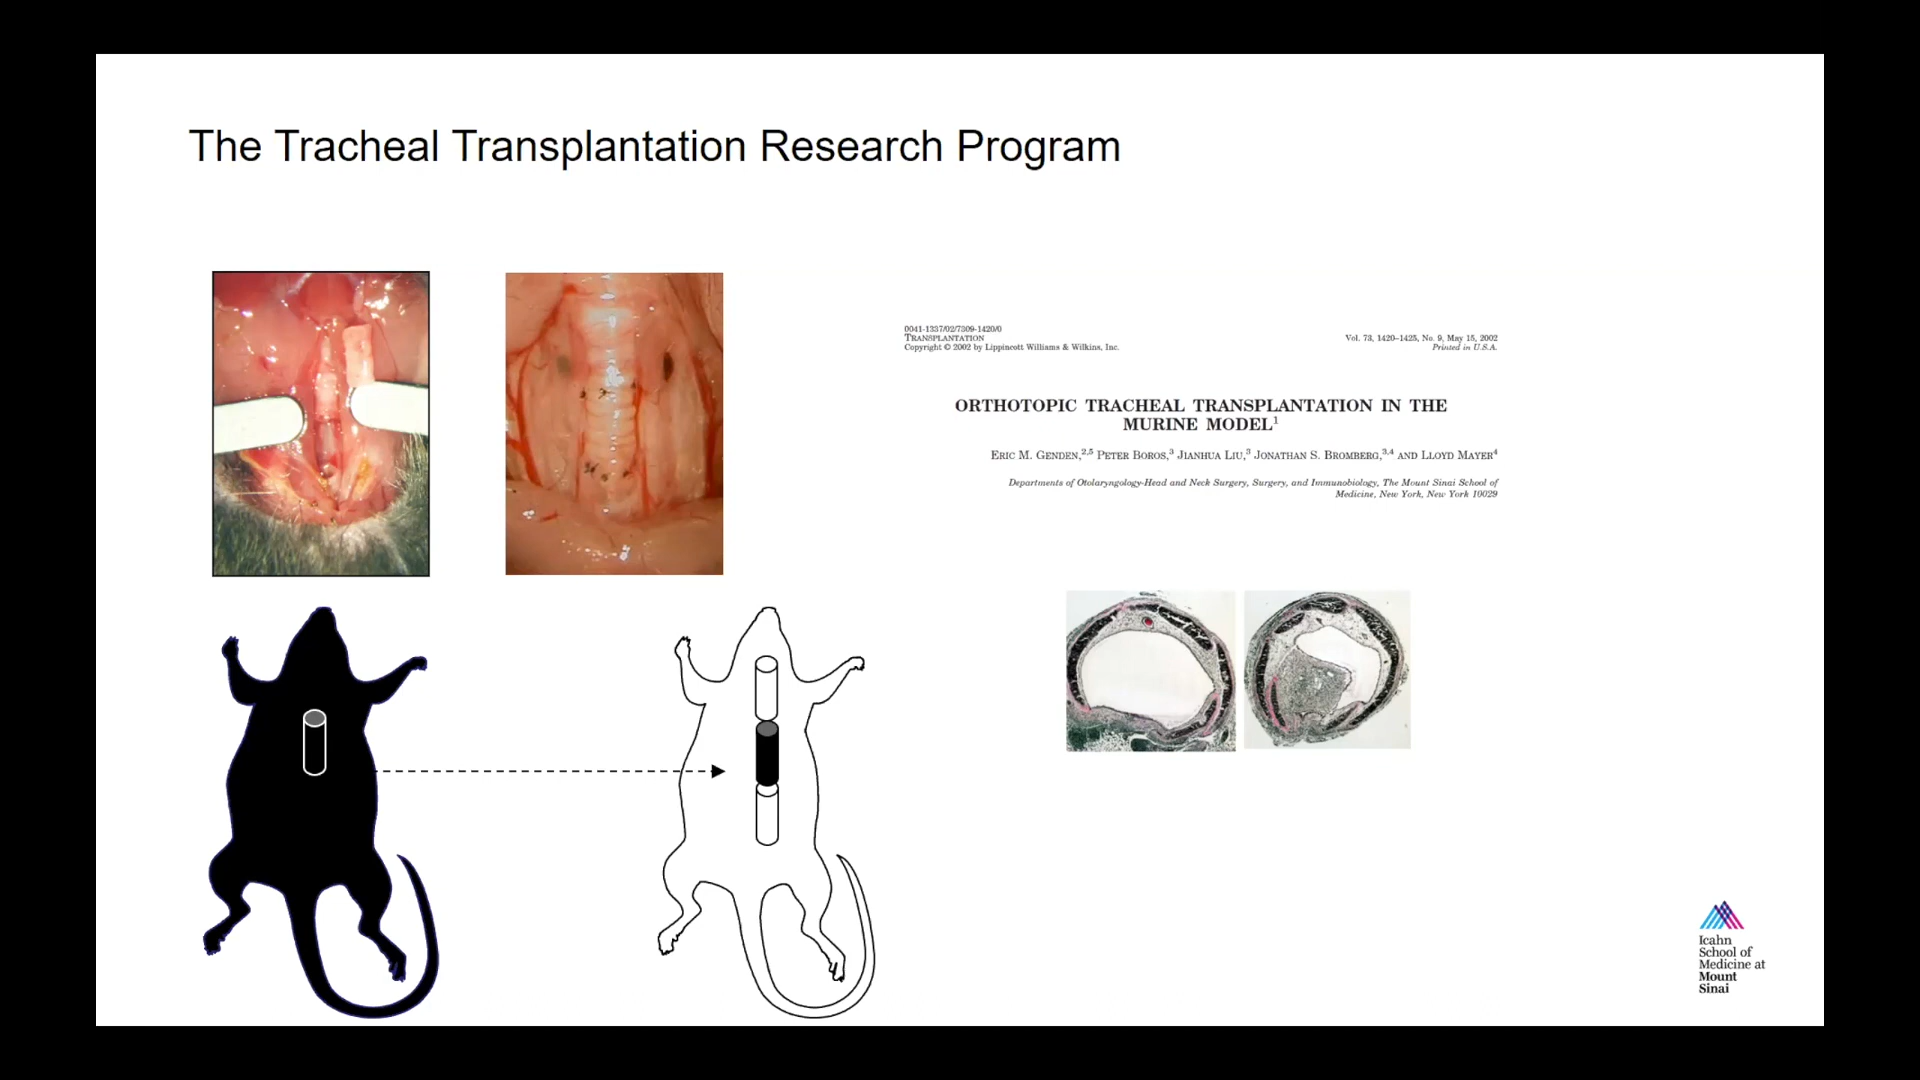 The Tracheal Transplantation Research Program
0041-1337/02/7309-1420/0
TRANSPLANTATION
Copyright © 2002 by Lippincott Williams & Wilkins, Inc.
Vol. 73, 1420–1425, No. 9, May 15, 2002
Printed in U.S.A.
ORTHOTOPIC TRACHEAL TRANSPLANTATION IN THE
MURINE MODEL¹
ERIC M. GENDEN,²,⁵ PETER BOROS,³ JIANHUA LIU,³ JONATHAN S. BROMBERG,³,⁴ AND LLOYD MAYER⁴
Departments of Otolaryngology-Head and Neck Surgery, Surgery, and Immunobiology, The Mount Sinai School of
Medicine, New York, New York 10029
Icahn
School of
Medicine at
Mount
Sinai